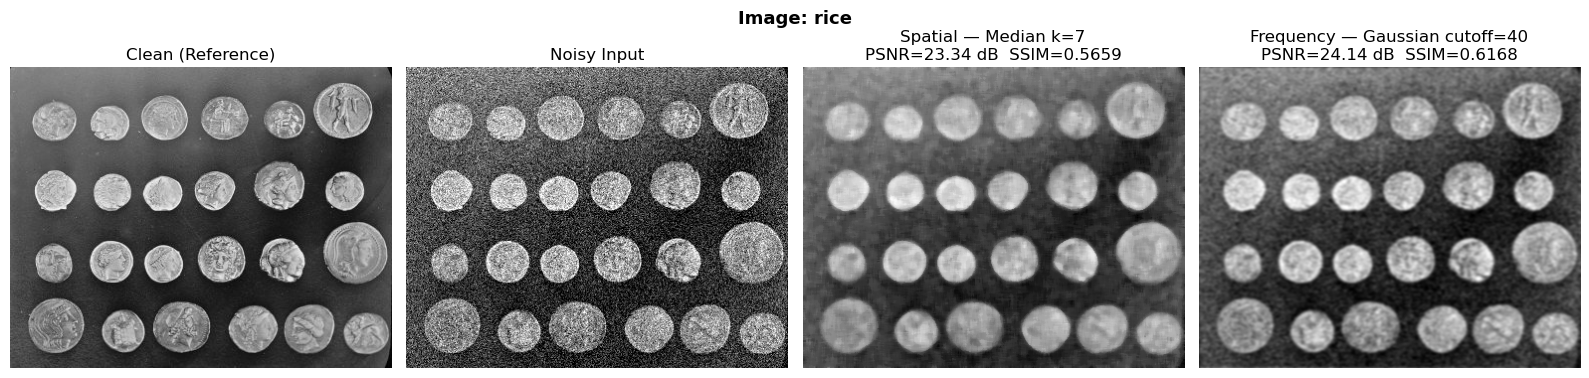 Image: rice
Clean (Reference)
Noisy Input
Spatial — Median k=7
PSNR=23.34 dB  SSIM=0.5659
Frequency — Gaussian cutoff=40
PSNR=24.14 dB  SSIM=0.6168